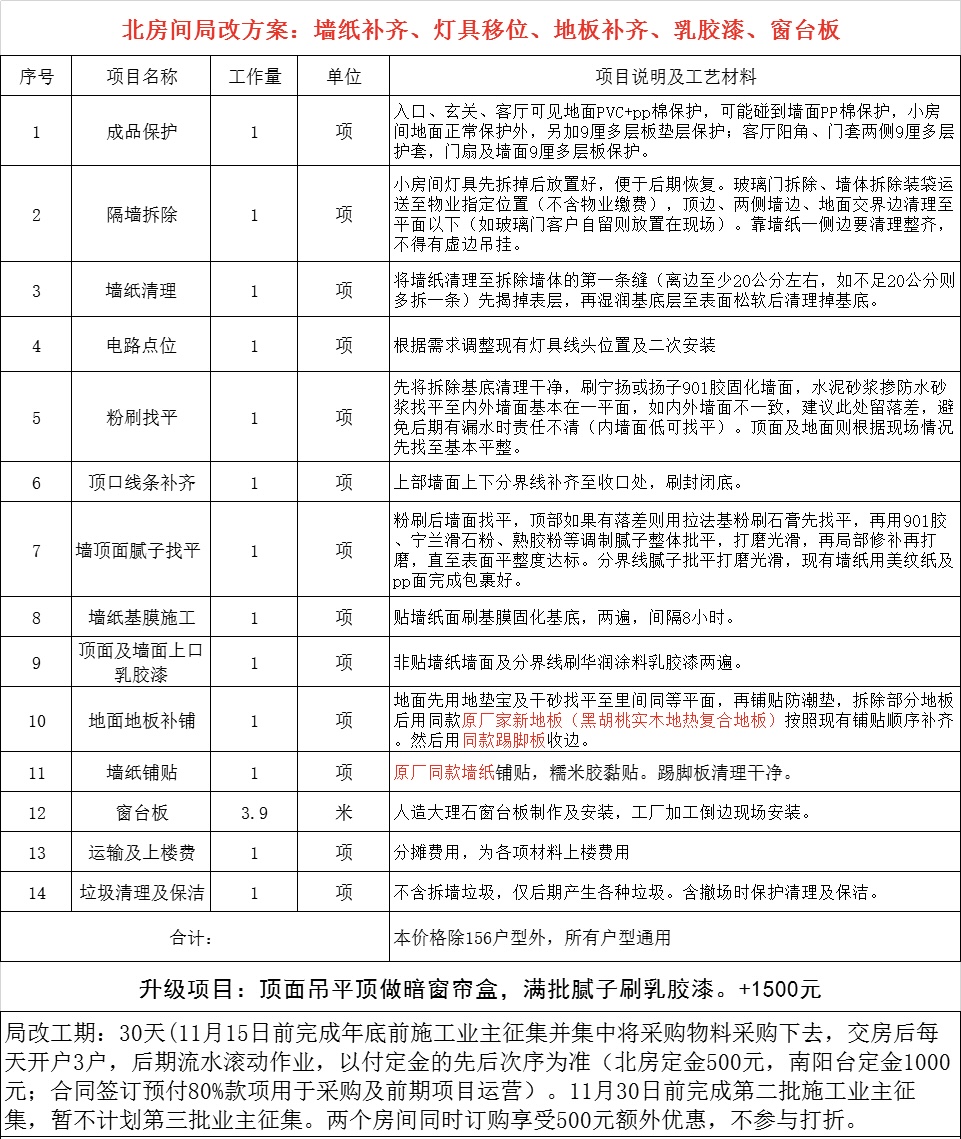 北房间局改方案：墙纸补齐、灯具移位、地板补齐、乳胶漆、窗台板
序号 项目名称 工作量 单位 项目说明及工艺材料
1 成品保护 1 项 入口、玄关、客厅可见地面PVC+pp棉保护，可能碰到墙面PP棉保护，小房
间地面正常保护外，另加9厘多层板垫层保护；客厅阳角、门套两侧9厘多层
护套，门扇及墙面9厘多层板保护。
2 隔墙拆除 1 项 小房间灯具先拆掉后放置好，便于后期恢复。玻璃门拆除、墙体拆除装袋运
送至物业指定位置（不含物业缴费），顶边、两侧墙边、地面交界边清理至
平面以下（如玻璃门客户自留则放置在现场）。靠墙纸一侧边要清理整齐，
不得有虚边吊挂。
3 墙纸清理 1 项 将墙纸清理至拆除墙体的第一条缝（离边至少20公分左右，如不足20公分则
多拆一条）先揭掉表层，再湿润基底层至表面松软后清理掉基底。
4 电路点位 1 项 根据需求调整现有灯具线头位置及二次安装
5 粉刷找平 1 项 先将拆除基底清理干净，刷宁扬或扬子901胶固化墙面，水泥砂浆掺防水砂
浆找平至内外墙面基本在一平面，如内外墙面不一致，建议此处留落差，避
免后期有漏水时责任不清（内墙面低可找平）。顶面及地面则根据现场情况
先找至基本平整。
6 顶口线条补齐 1 项 上部墙面上下分界线补齐至收口处，刷封闭底。
7 墙顶面腻子找平 1 项 粉刷后墙面找平，顶部如果有落差则用拉法基粉刷石膏先找平，再用901胶
、宁兰滑石粉、熟胶粉等调制腻子整体批平，打磨光滑，再局部修补再打
磨，直至表面平整度达标。分界线腻子批平打磨光滑，现有墙纸用美纹纸及
pp面完成包裹好。
8 墙纸基膜施工 1 项 贴墙纸面刷基膜固化基底，两遍，间隔8小时。
9 顶面及墙面上口
乳胶漆 1 项 非贴墙纸墙面及分界线刷华润涂料乳胶漆两遍。
10 地面地板补铺 1 项 地面先用地垫宝及干砂找平至里间同等平面，再铺贴防潮垫，拆除部分地板
后用同款原厂家新地板（黑胡桃实木地热复合地板）按照现有铺贴顺序补齐
。然后用同款踢脚板收边。
11 墙纸铺贴 1 项 原厂同款墙纸铺贴，糯米胶黏贴。踢脚板清理干净。
12 窗台板 3.9 米 人造大理石窗台板制作及安装，工厂加工倒边现场安装。
13 运输及上楼费 1 项 分摊费用，为各项材料上楼费用
14 垃圾清理及保洁 1 项 不含拆墙垃圾，仅后期产生各种垃圾。含撤场时保护清理及保洁。
合计： 本价格除156户型外，所有户型通用
升级项目：顶面吊平顶做暗窗帘盒，满批腻子刷乳胶漆。+1500元
局改工期：30天(11月15日前完成年底前施工业主征集并集中将采购物料采购下去，交房后每
天开户3户，后期流水滚动作业，以付定金的先后次序为准（北房定金500元，南阳台定金1000
元；合同签订预付80%款项用于采购及前期项目运营）。11月30日前完成第二批施工业主征
集，暂不计划第三批业主征集。两个房间同时订购享受500元额外优惠，不参与打折。